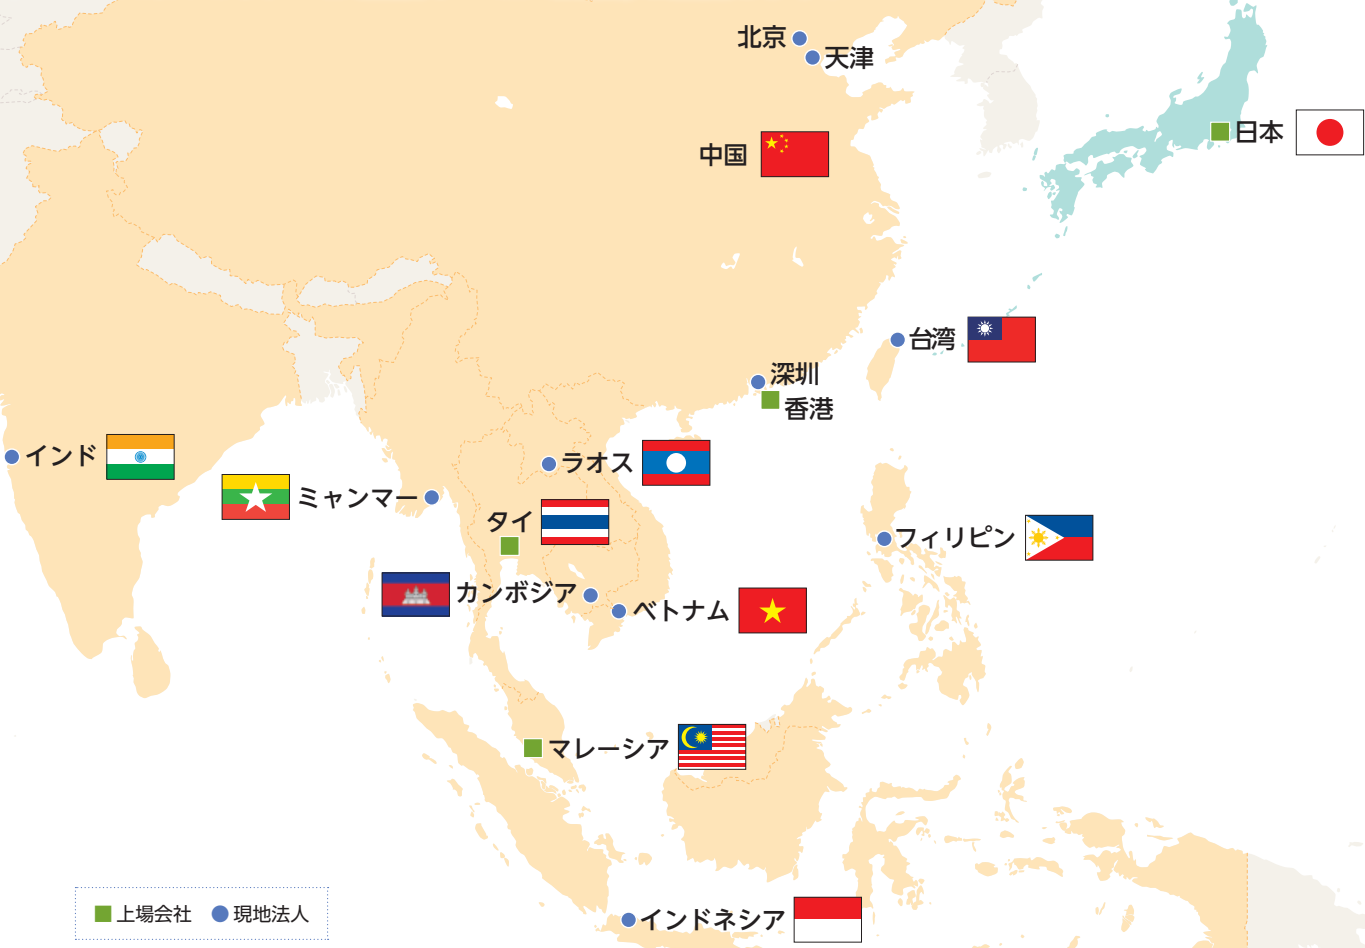 北京
天津
中国
日本
台湾
深圳
香港
インド
ラオス
ミャンマー
タイ
フィリピン
カンボジア
ベトナム
マレーシア
インドネシア
上場会社 現地法人